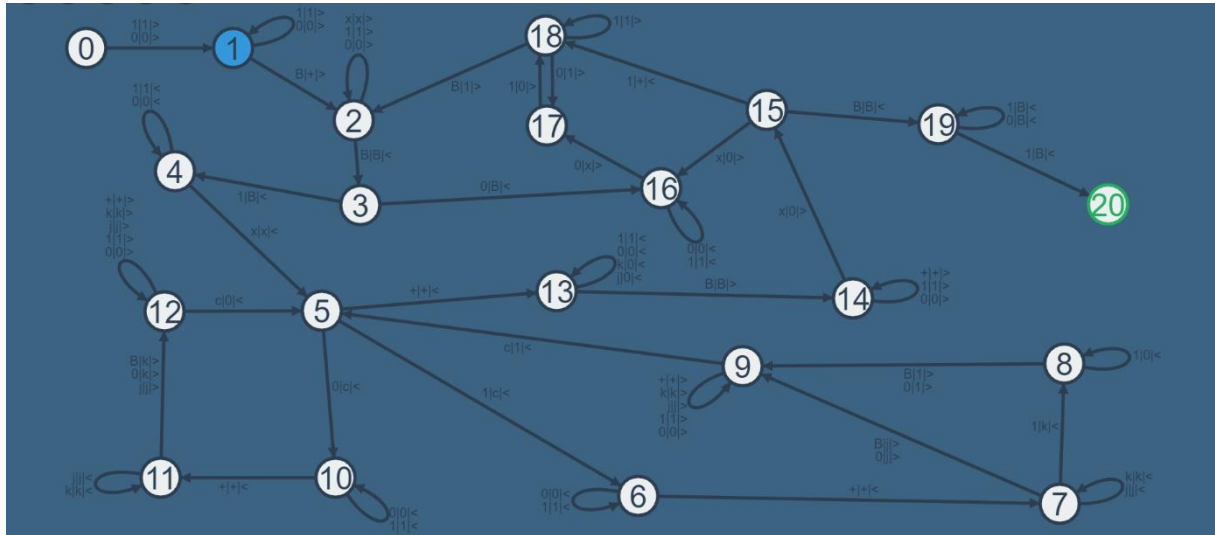 1|1|>
0|0|>
0
1
1|1|>
0|0|>
B|+|>
x|x|>
1|1|>
0|0|>
2
B|B|<
3
1|B|<
0|B|<
1|1|<
0|0|<
4
x|x|<
18
1|1|>
B|1|>
1|0|>
0|1|>
17
1|+|>
15
B|B|<
19
1|B|<
0|B|<
1|B|<
20
x|0|>
0|x|>
16
0|0|<
1|1|<
x|0|>
+|+|>
k|k|>
j|j|>
1|1|>
0|0|>
12
c|0|<
5
+|+|<
1|1|<
0|0|<
k|0|<
j|0|<
13
B|B|>
14
+|+|>
1|1|>
0|0|>
c|1|<
9
+|+|>
k|k|>
j|j|>
1|1|>
0|0|>
B|1|>
0|1|>
8
1|0|<
B|k|>
0|k|>
j|j|>
0|c|<
1|c|<
B|j|>
0|j|>
1|k|<
11
j|j|<
k|k|<
+|+|<
10
0|0|<
1|1|<
0|0|<
1|1|<
6
+|+|<
7
k|k|<
j|j|<